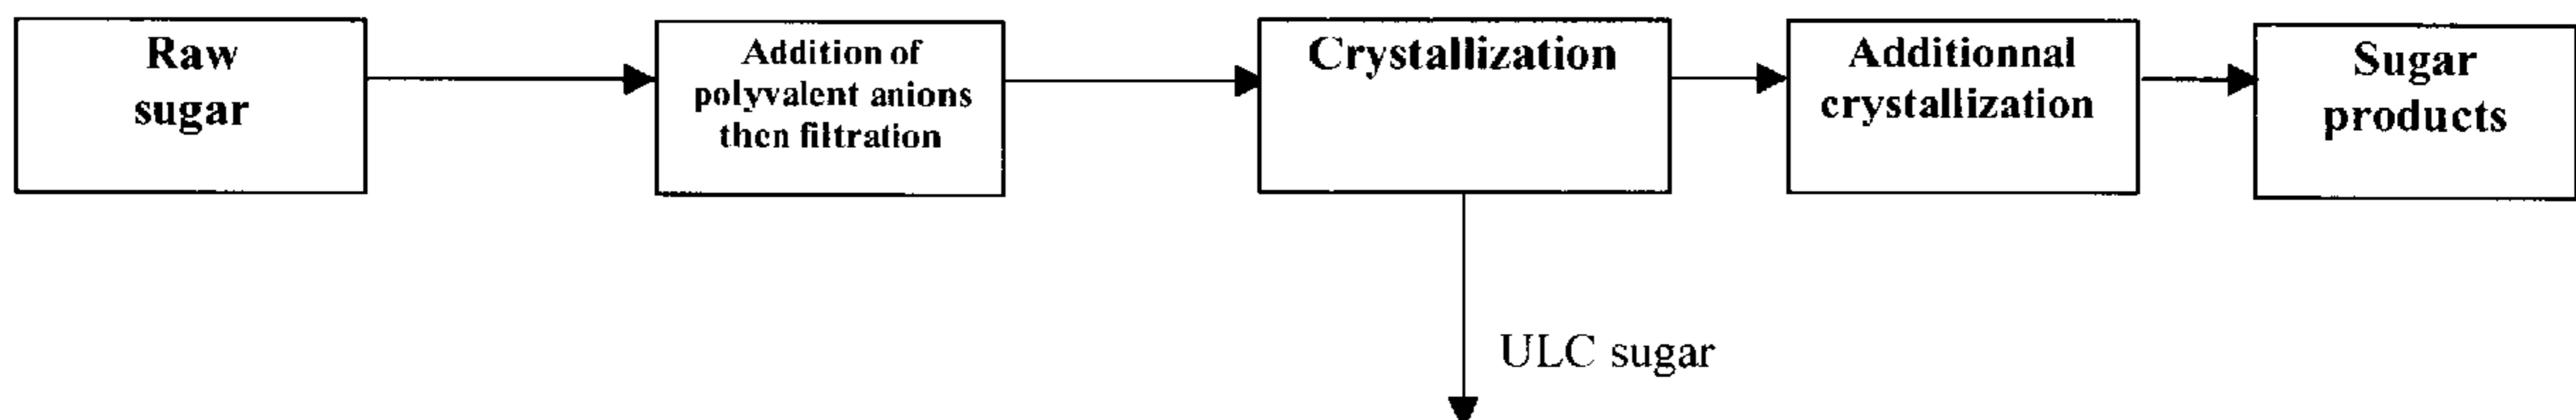 Raw
sugar
Addition of
polyvalent anions
then filtration
Crystallization
Additionnal
crystallization
Sugar
products
ULC sugar